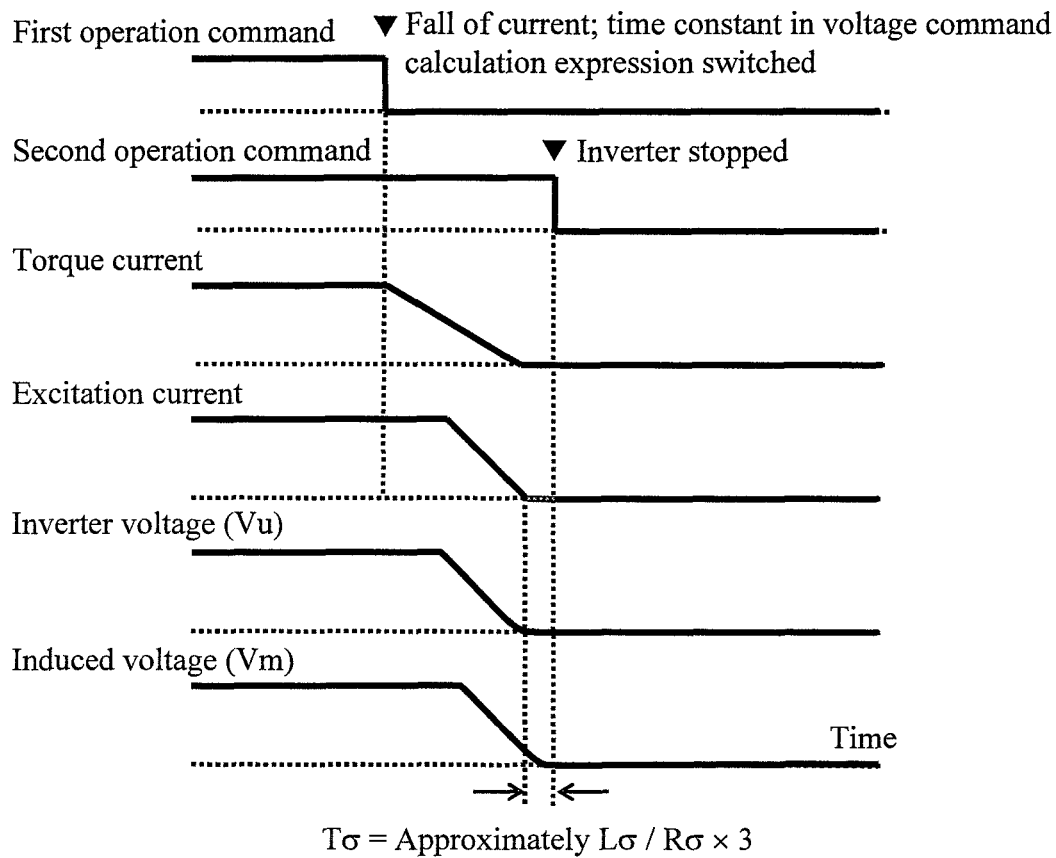 First operation command
▼ Fall of current; time constant in voltage command
calculation expression switched
Second operation command
▼ Inverter stopped
Torque current
Excitation current
Inverter voltage (Vu)
Induced voltage (Vm)
Time
Tσ = Approximately Lσ / Rσ × 3